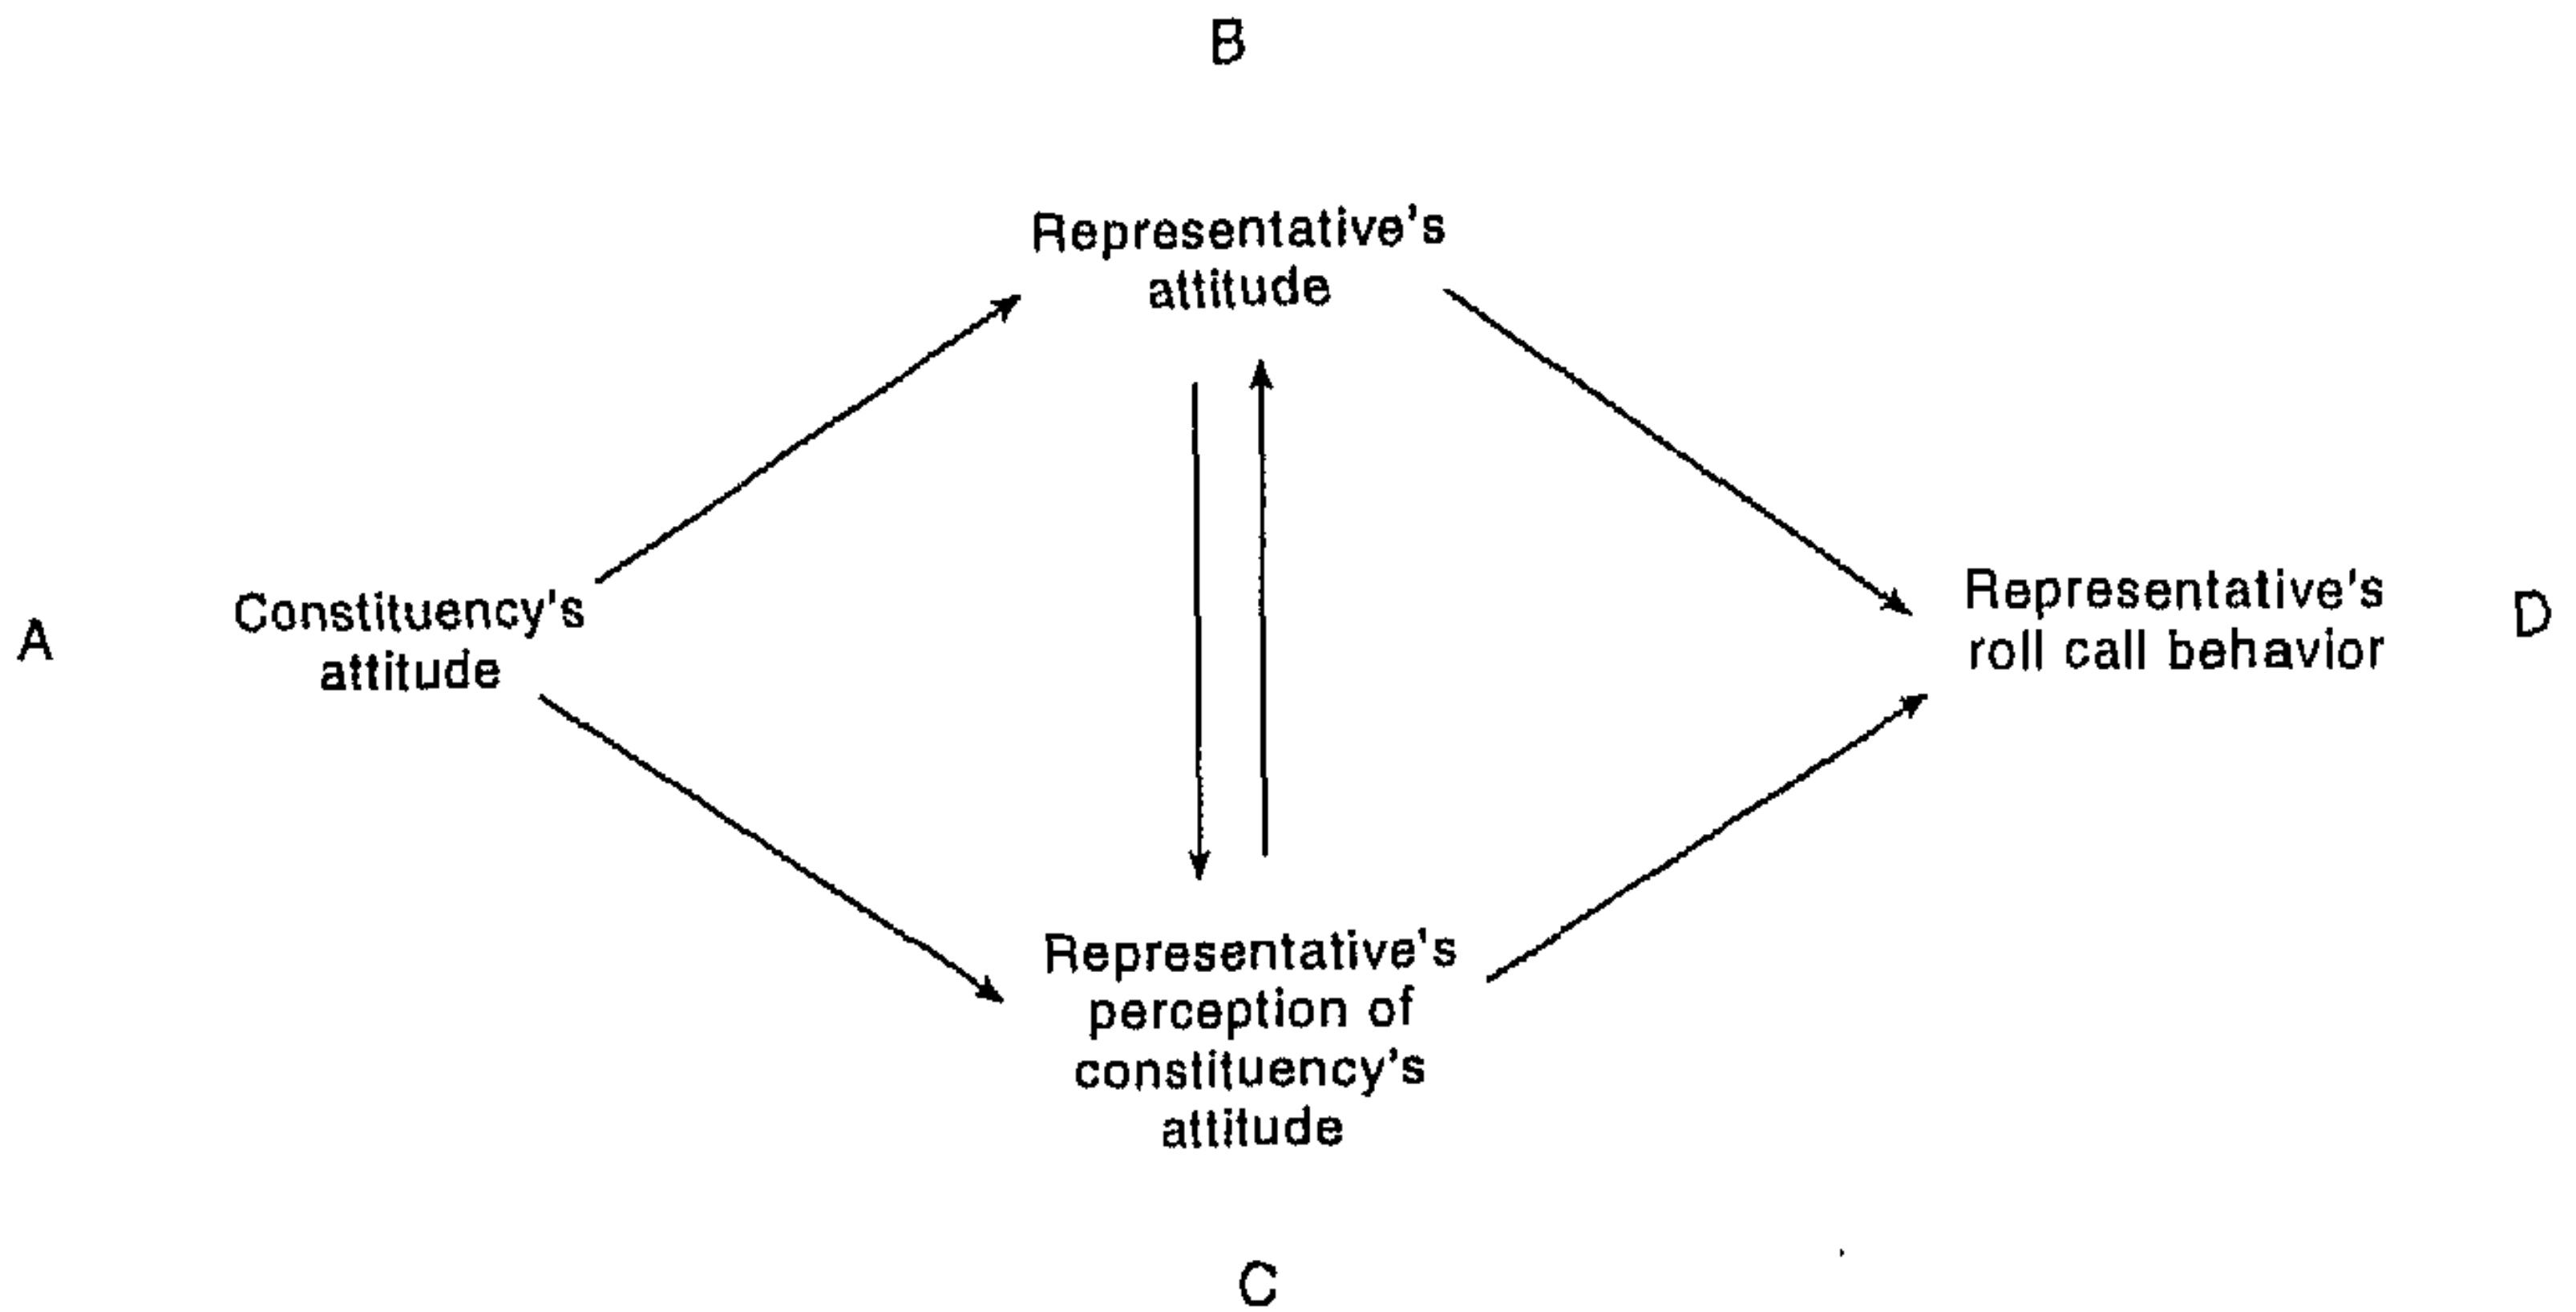 B
Representative's
attitude
A
Constituency's
attitude
Representative's
roll call behavior
D
Representative's
perception of
constituency's
attitude
C